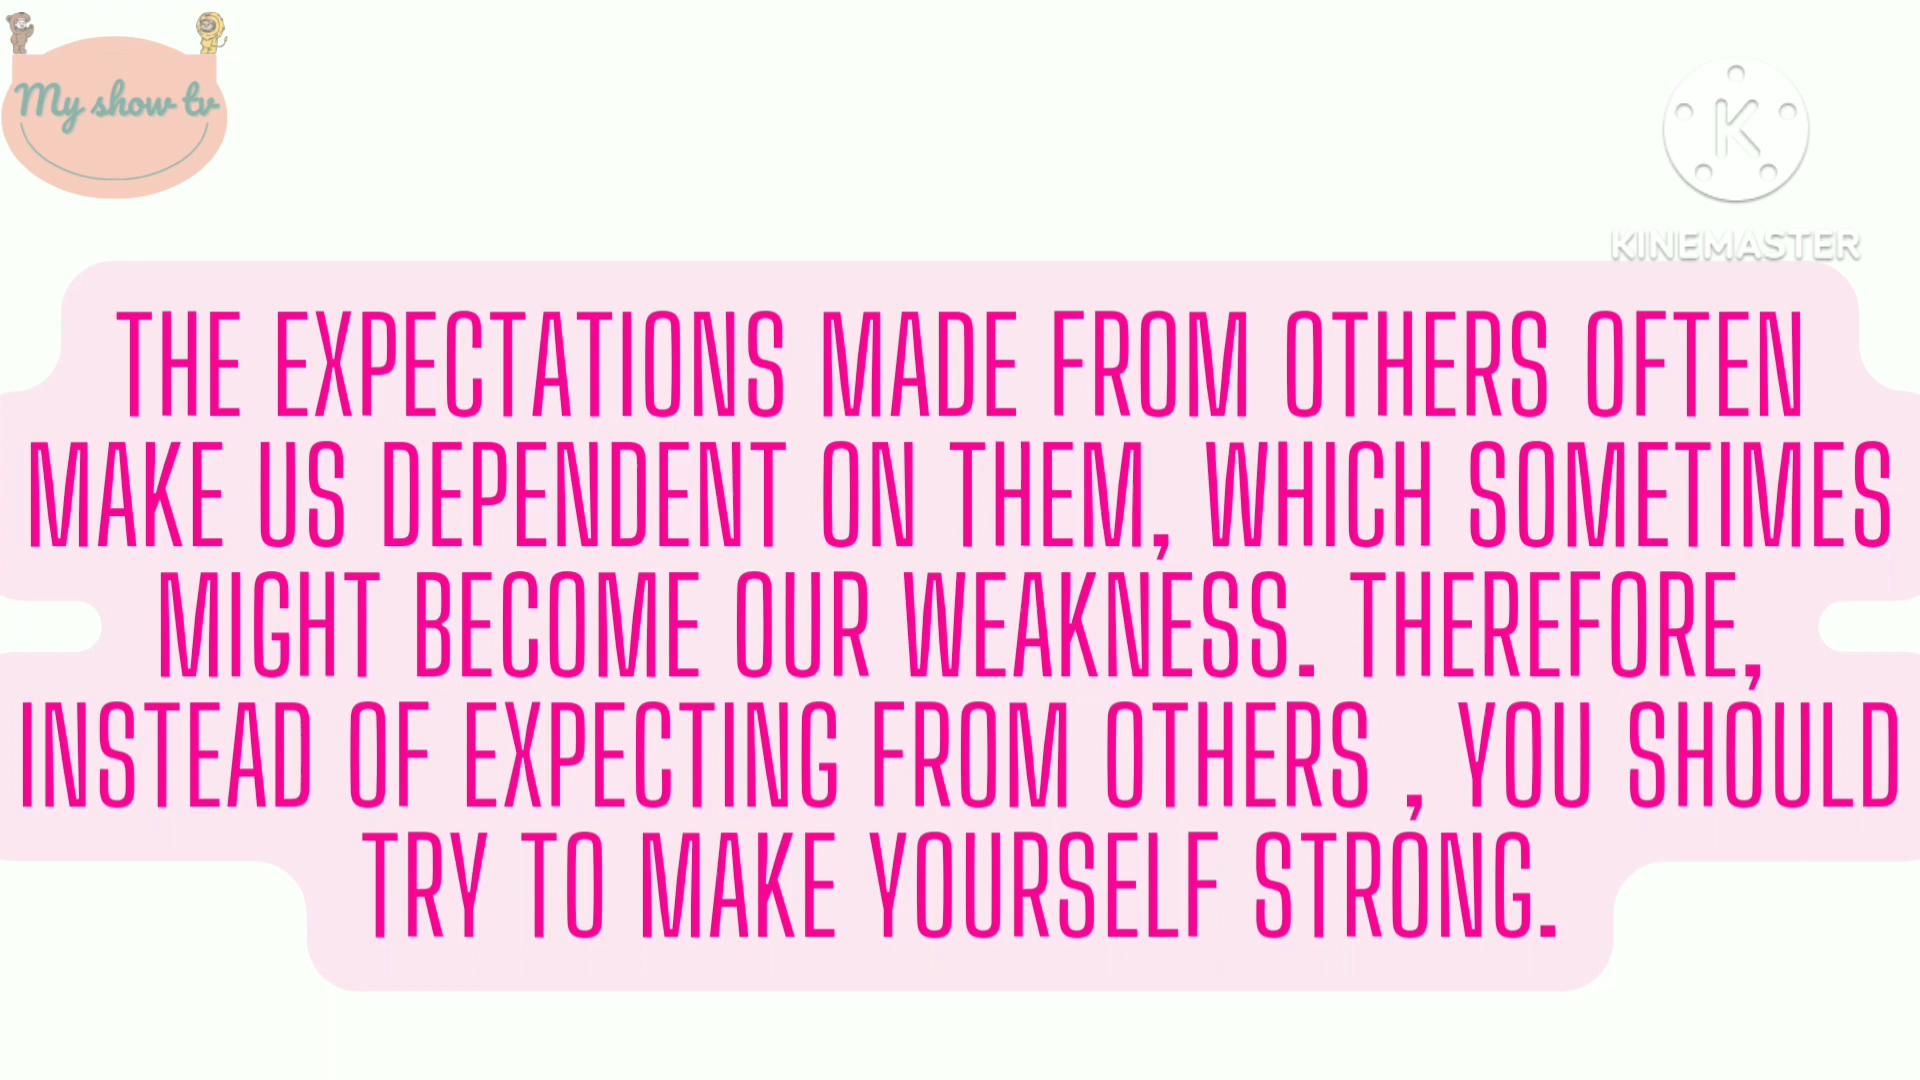 My show tv
K
KINEMASTER
THE EXPECTATIONS MADE FROM OTHERS OFTEN
MAKE US DEPENDENT ON THEM, WHICH SOMETIMES
MIGHT BECOME OUR WEAKNESS. THEREFORE,
INSTEAD OF EXPECTING FROM OTHERS , YOU SHOULD
TRY TO MAKE YOURSELF STRONG.